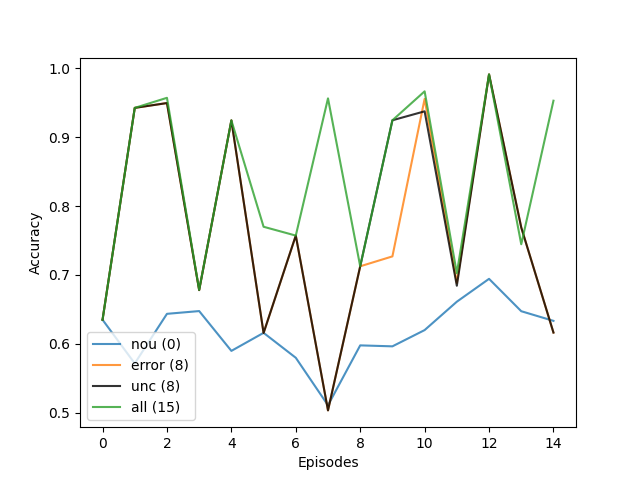 1.0
0.9
0.8
0.7
0.6
0.5
Accuracy
nou (0)
error (8)
unc (8)
all (15)
0 2 4 6 8 10 12 14
Episodes